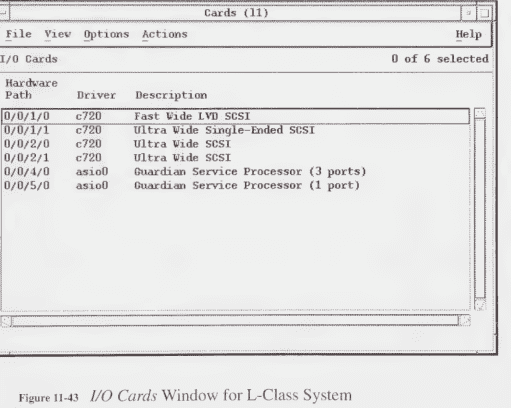 Cards (l1)
File View Options Actions Help
I/O Cards 0 of 6 selected
Hardware
Path Driver Description
0/0/1/0 c720 Fast Wide LVD SCSI
0/0/1/1 c720 Ultra Wide Single-Ended SCSI
0/0/2/0 c720 Ultra Wide SCSI
0/0/2/1 c720 Ultra Wide SCSI
0/0/4/0 asio0 Guardian Service Processor (3 ports)
0/0/5/0 asio0 Guardian Service Processor (1 port)
Figure 11-43 I/O Cards Window for L-Class System